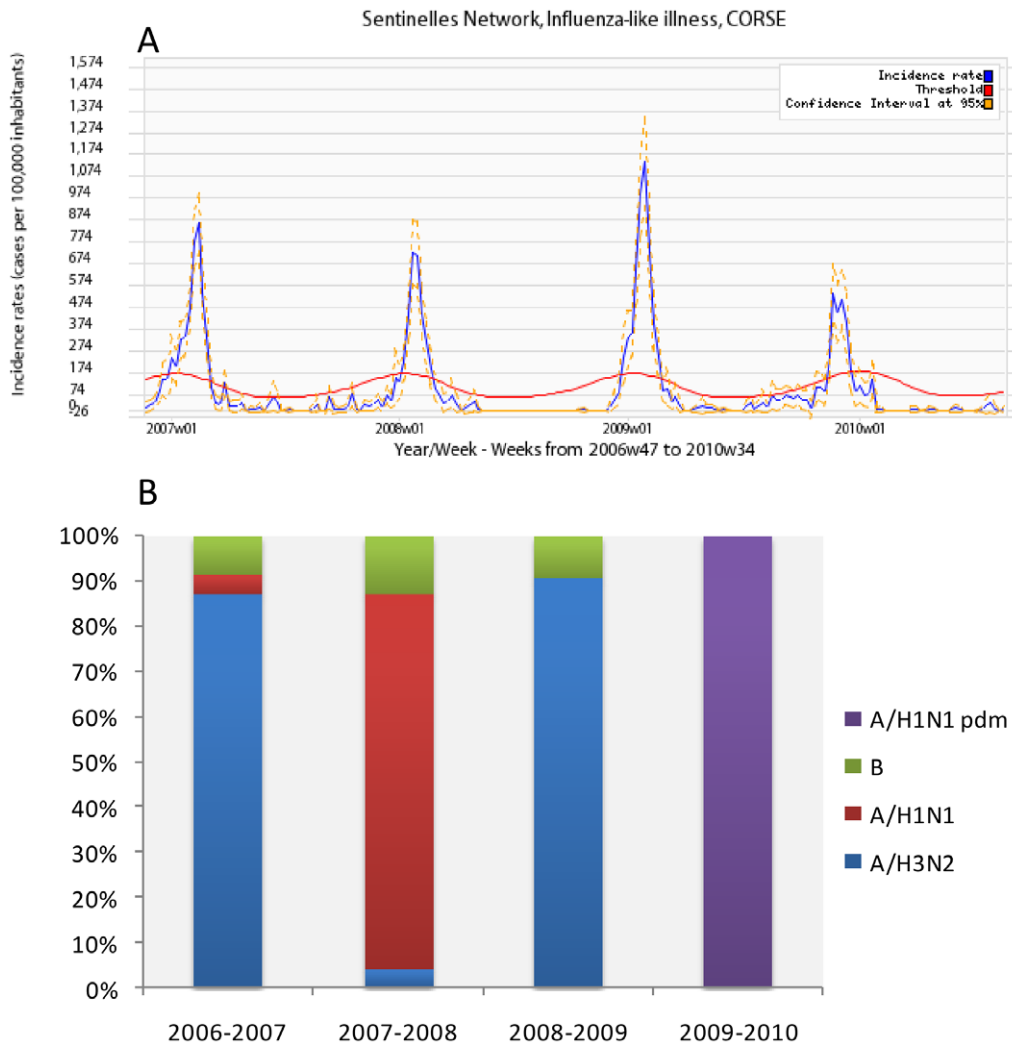 Sentinelles Network, Influenza-like illness, CORSE
A
Incidence rates (cases per 100,000 inhabitants)
1,574
1,474
1,374
1,274
1,174
1,074
974
874
774
674
574
474
374
274
174
74
0
-26
Incidence rate
Threshold
Confidence Interval at 95%
2007w01 2008w01 2009w01 2010w01
Year/Week - Weeks from 2006w47 to 2010w34
B
100%
90%
80%
70%
60%
50%
40%
30%
20%
10%
0%
A/H1N1 pdm
B
A/H1N1
A/H3N2
2006-2007 2007-2008 2008-2009 2009-2010